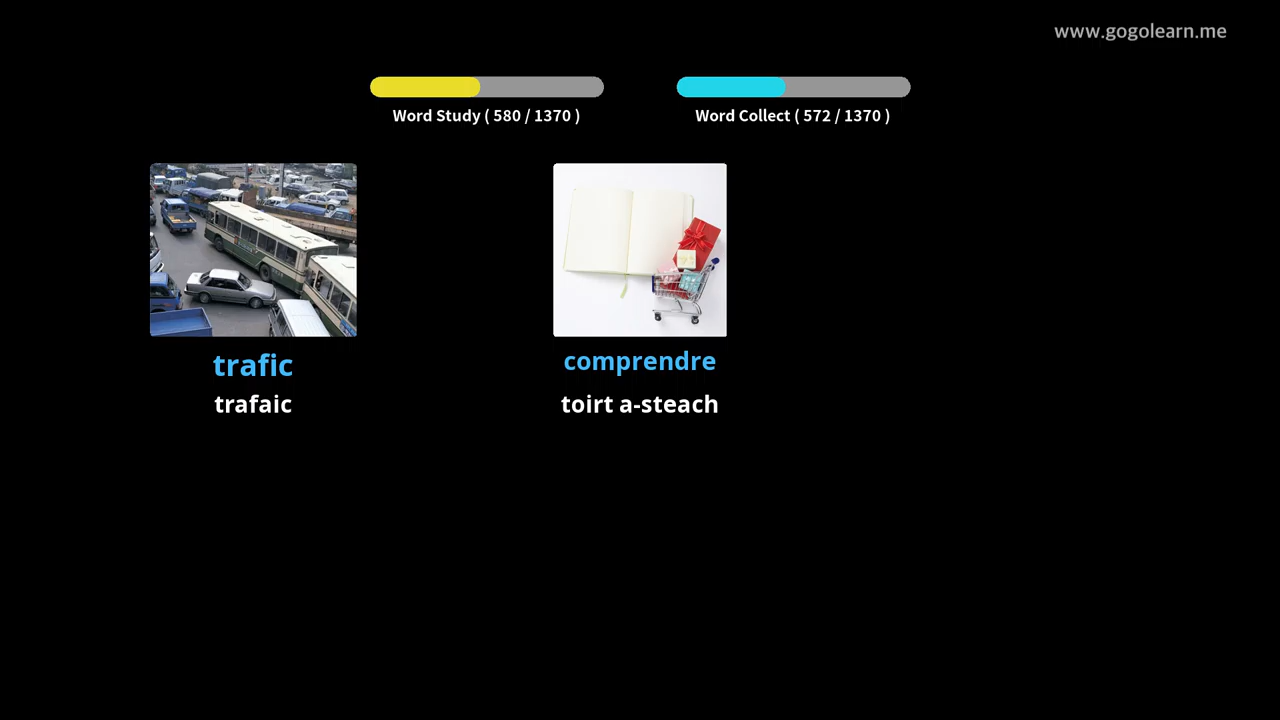 www.gogolearn.me
Word Study ( 580 / 1370 )
Word Collect ( 572 / 1370 )
trafic
comprendre
trafaic
toirt a-steach